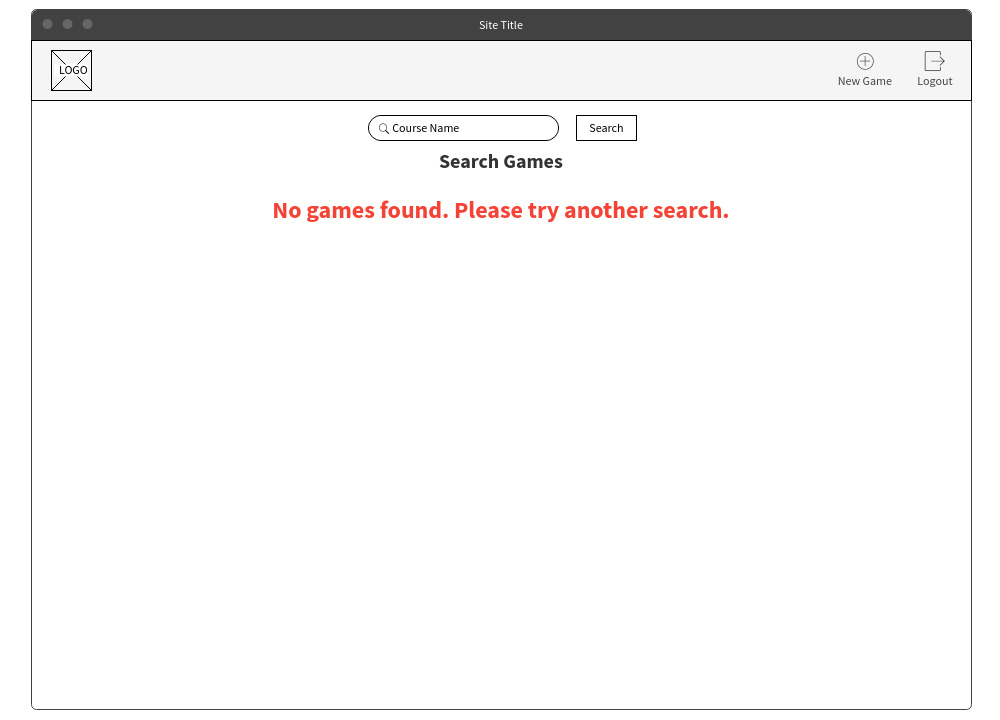 Site Title
LOGO
New Game
Logout
Course Name
Search
Search Games
No games found. Please try another search.